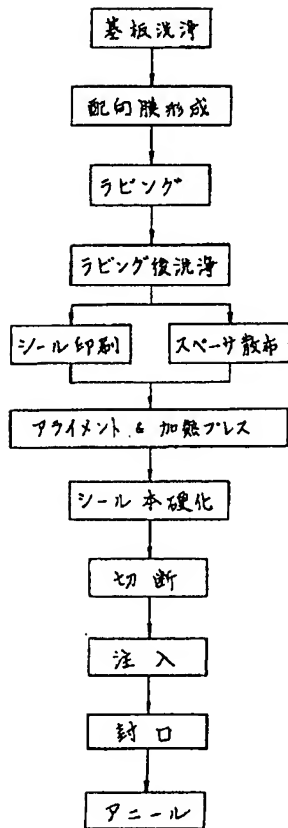 基板洗浄
配向膜形成
ラビング
ラビング後洗浄
シール印刷
スペーサ散布
アライメント & 加熱プレス
シール本硬化
切断
注入
封口
アニール